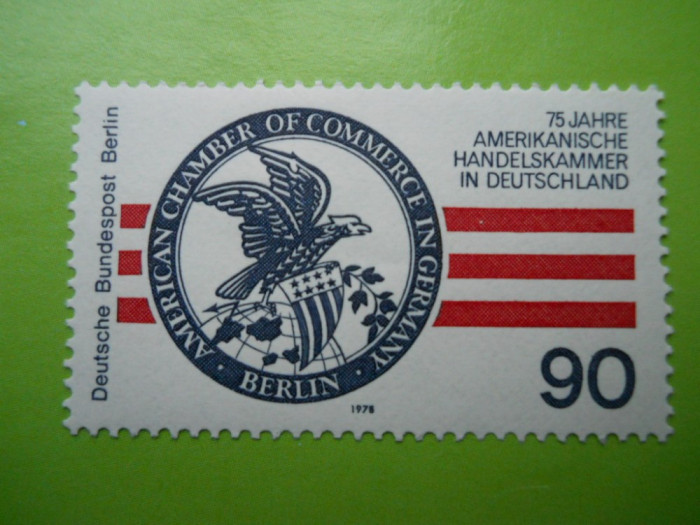 Deutsche Bundespost Berlin
AMERICAN CHAMBER OF COMMERCE IN GERMANY
· BERLIN ·
75 JAHRE
AMERIKANISCHE
HANDELSKAMMER
IN DEUTSCHLAND
90
1978